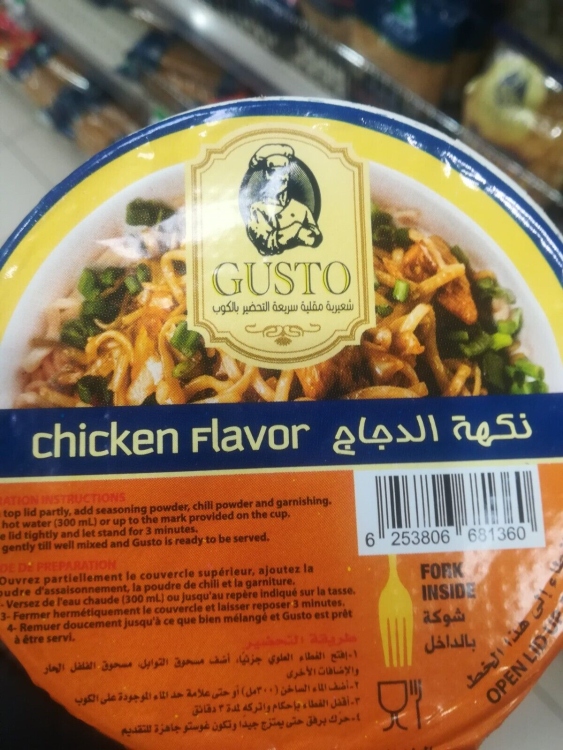 GUSTO
شعيرية مقلية سريعة التحضير بالكوب
chicken Flavor نكهة الدجاج
RATION INSTRUCTIONS
top lid partly, add seasoning powder, chili powder and garnishing.
hot water (300 mL) or up to the mark provided on the cup.
lid tightly and let stand for 3 minutes.
gently till well mixed and Gusto is ready to be served.
DE DE PREPARATION
Ouvrez partiellement le couvercle supérieur, ajoutez la
oudre d'assaisonnement, la poudre de chili et la garniture.
- Versez de l'eau chaude (300 mL) ou jusqu'au repère indiqué sur la tasse.
3- Fermer hermétiquement le couvercle et laisser reposer 3 minutes.
4- Remuer doucement jusqu'à ce que bien mélangé et Gusto est prêt
à être servi.
طريقة التحضير
١-إفتح الغطاء العلوي جزئياً، أضف مسحوق التوابل، مسحوق الفلفل الحار
والإضافات الأخرى
٢-أضف الماء الساخن (٣٠٠مل) أو حتى علامة حد الماء الموجودة على الكوب
٣-أقفل الغطاء بإحكام واتركه لمدة ٣ دقائق
٤-حرك برفق حتى يمتزج جيدا وتكون غوستو جاهزة للتقديم
6 253806 681360
FORK
INSIDE
شوكة
بالداخل
إلى هذا الخط
OPEN LID